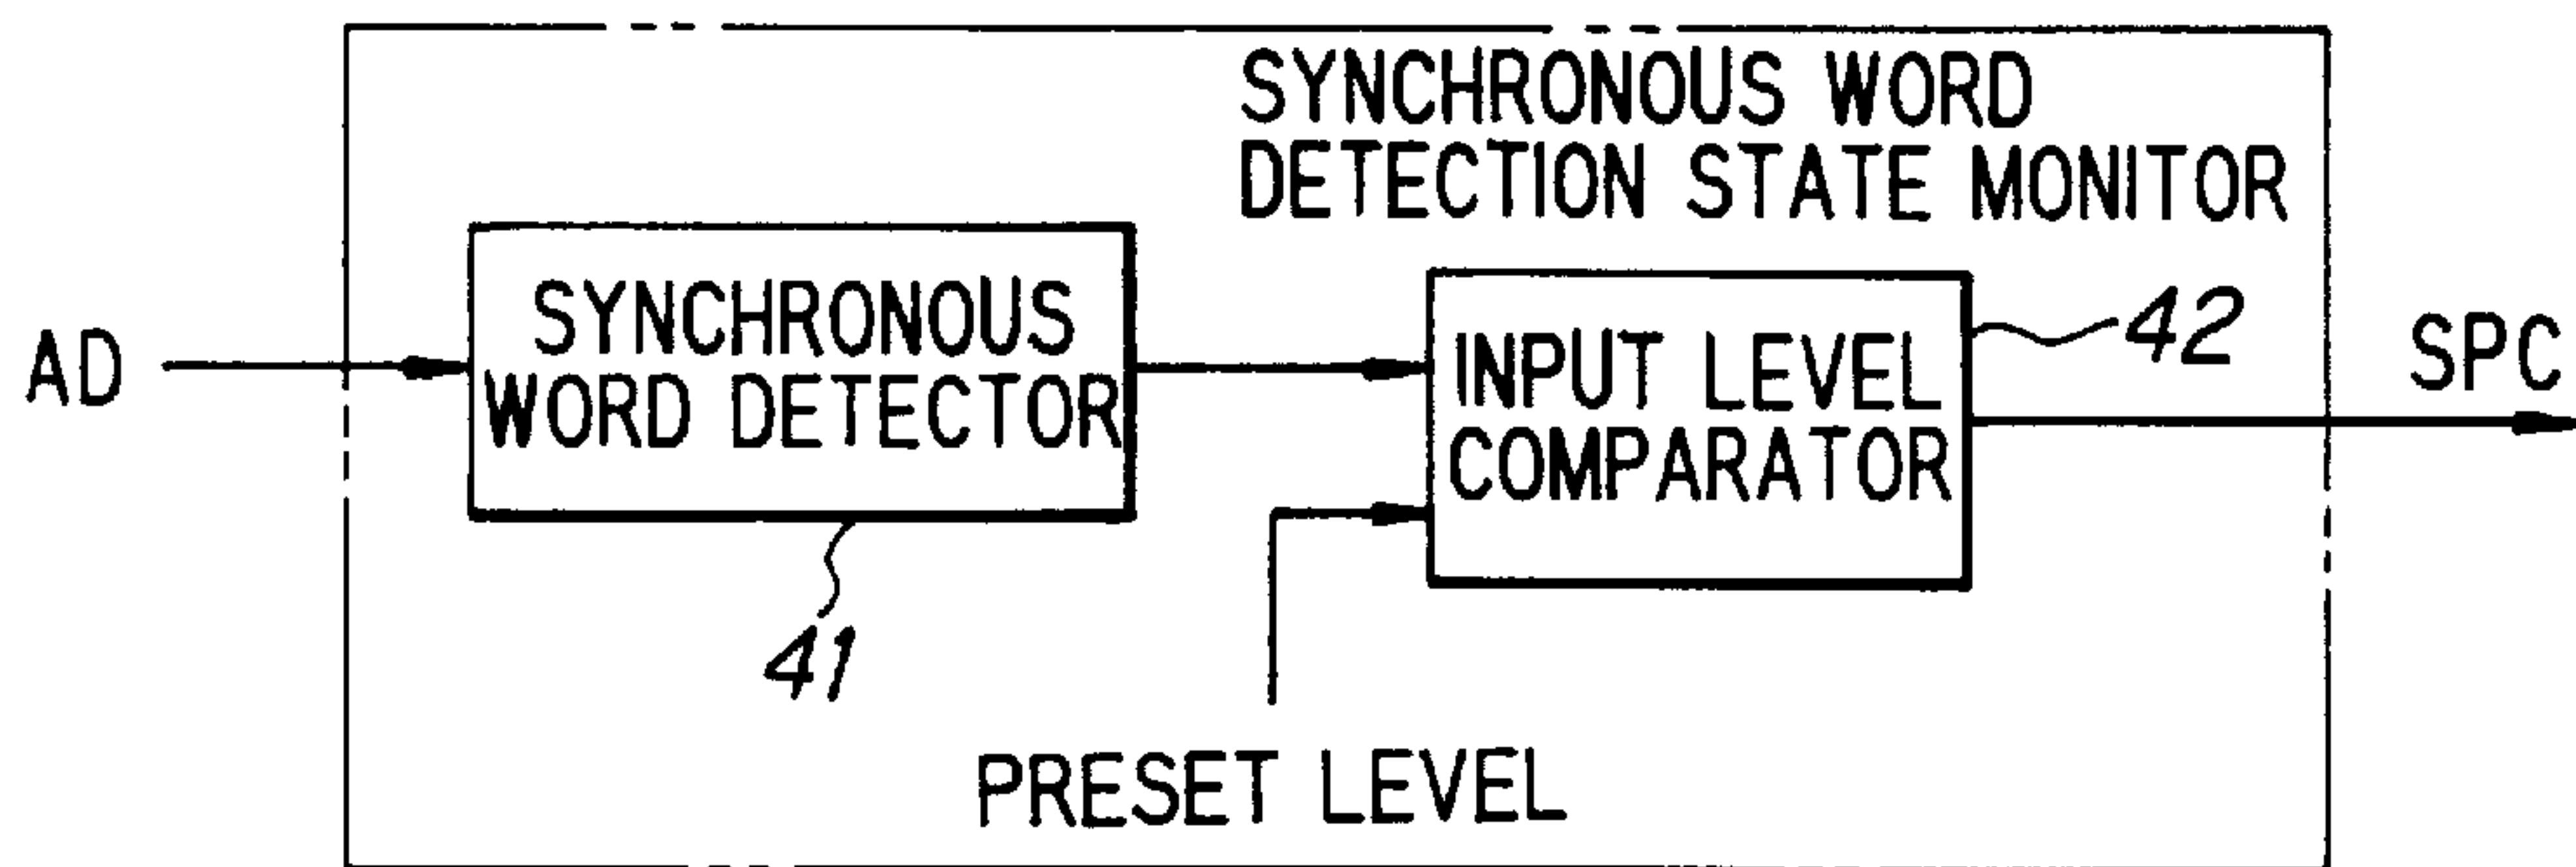 SYNCHRONOUS WORD
DETECTION STATE MONITOR
SYNCHRONOUS
WORD DETECTOR
INPUT LEVEL
COMPARATOR
42
AD
SPC
41
PRESET LEVEL